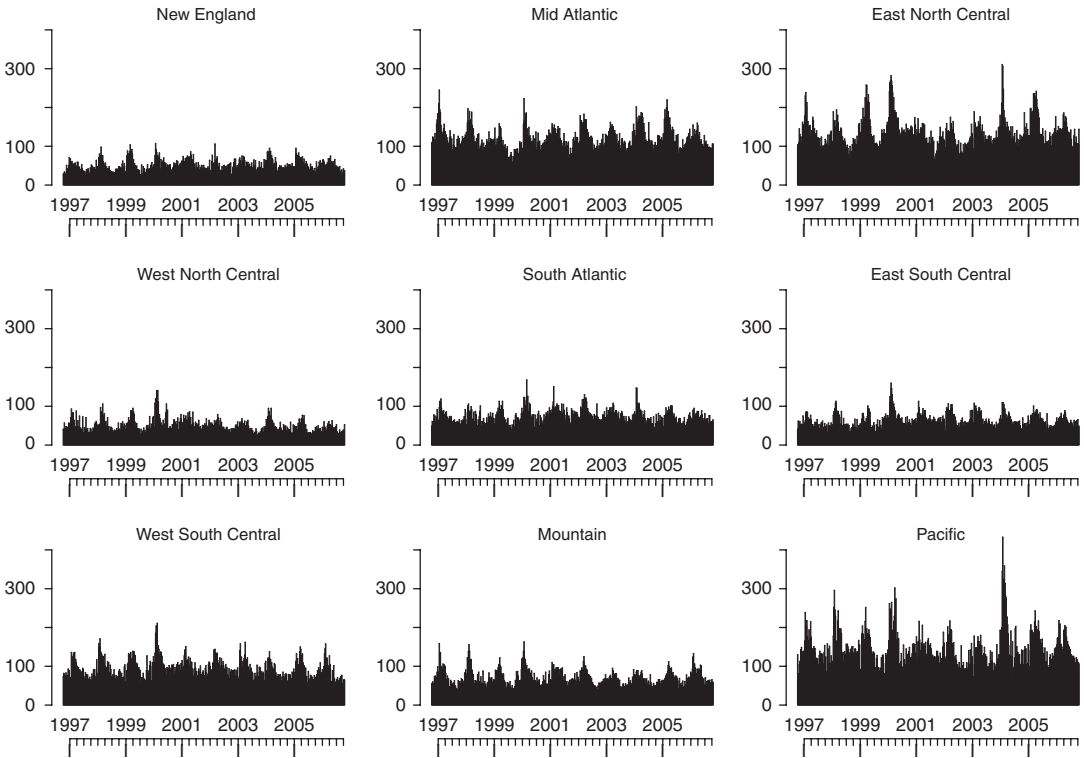 New England
300
100
0
1997 1999 2001 2003 2005
Mid Atlantic
300
100
0
1997 1999 2001 2003 2005
East North Central
300
100
0
1997 1999 2001 2003 2005
West North Central
300
100
0
1997 1999 2001 2003 2005
South Atlantic
300
100
0
1997 1999 2001 2003 2005
East South Central
300
100
0
1997 1999 2001 2003 2005
West South Central
300
100
0
1997 1999 2001 2003 2005
Mountain
300
100
0
1997 1999 2001 2003 2005
Pacific
300
100
0
1997 1999 2001 2003 2005